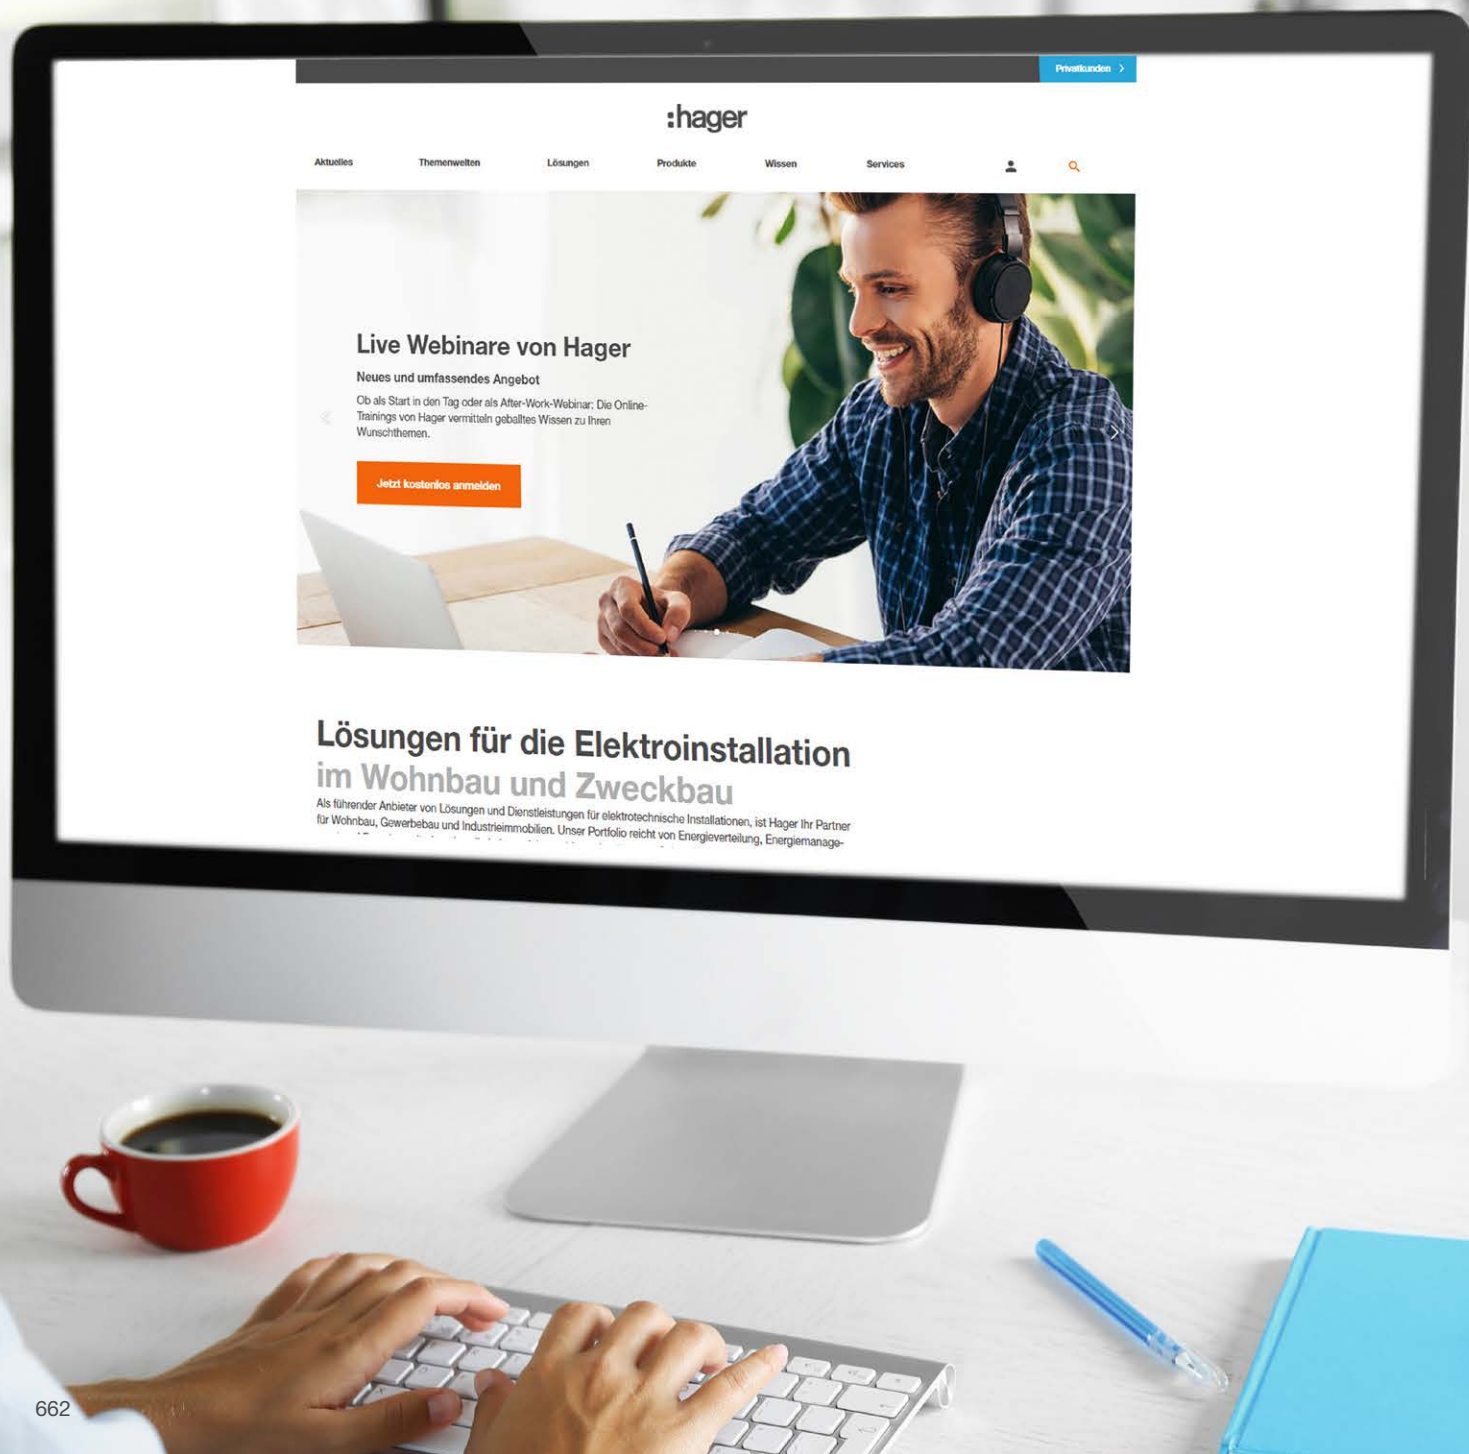 Privatkunden
:hager
Aktuelles Themenwelten Lösungen Produkte Wissen Services
Live Webinare von Hager
Neues und umfassendes Angebot
Ob als Start in den Tag oder als After-Work-Webinar: Die Online-
Trainings von Hager vermitteln geballtes Wissen zu Ihren
Wunschthemen.
Jetzt kostenlos anmelden
Lösungen für die Elektroinstallation
im Wohnbau und Zweckbau
Als führender Anbieter von Lösungen und Dienstleistungen für elektrotechnische Installationen, ist Hager Ihr Partner
für Wohnbau, Gewerbebau und Industrieimmobilien. Unser Portfolio reicht von Energieverteilung, Energiemanage-
662